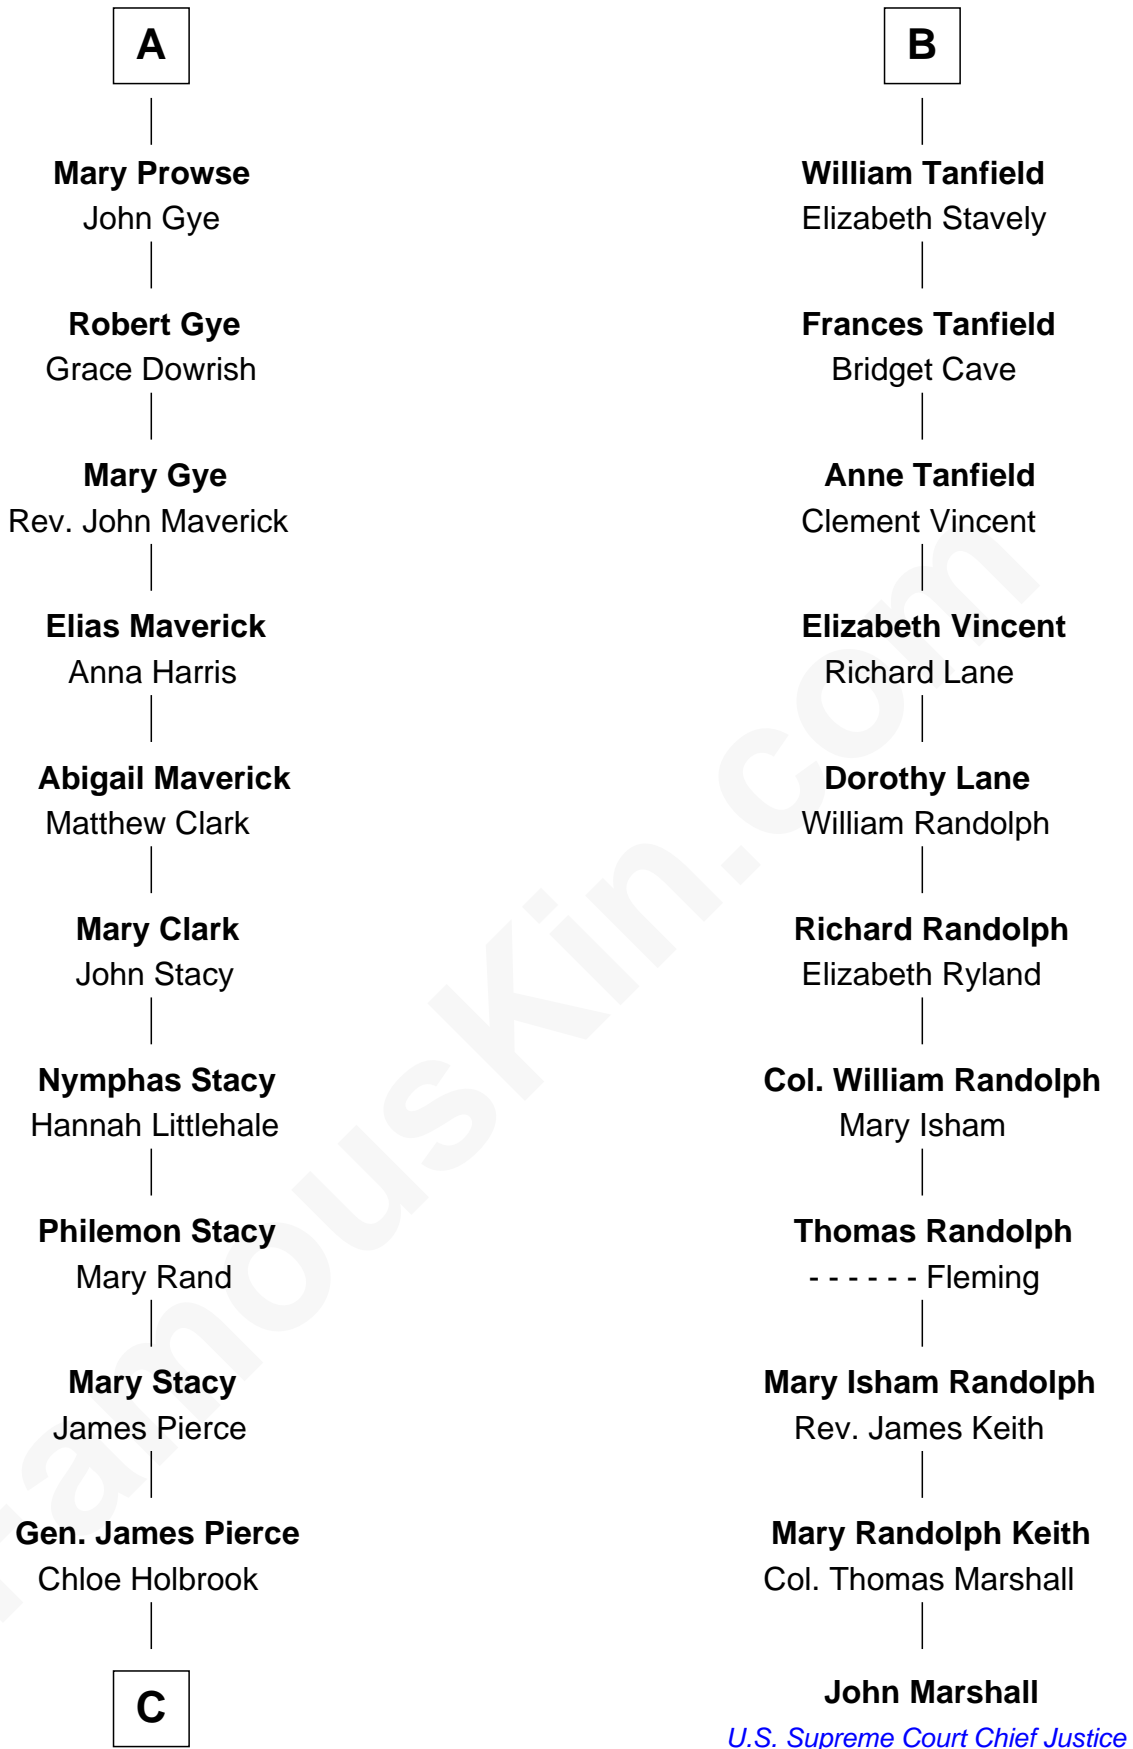 A
Mary Prowse
John Gye
Robert Gye
Grace Dowrish
Mary Gye
Rev. John Maverick
Elias Maverick
Anna Harris
Abigail Maverick
Matthew Clark
Mary Clark
John Stacy
Nymphas Stacy
Hannah Littlehale
Philemon Stacy
Mary Rand
Mary Stacy
James Pierce
Gen. James Pierce
Chloe Holbrook
C
B
William Tanfield
Elizabeth Stavely
Frances Tanfield
Bridget Cave
Anne Tanfield
Clement Vincent
Elizabeth Vincent
Richard Lane
Dorothy Lane
William Randolph
Richard Randolph
Elizabeth Ryland
Col. William Randolph
Mary Isham
Thomas Randolph
- - - - - - Fleming
Mary Isham Randolph
Rev. James Keith
Mary Randolph Keith
Col. Thomas Marshall
John Marshall
U.S. Supreme Court Chief Justice
FamousKin.com